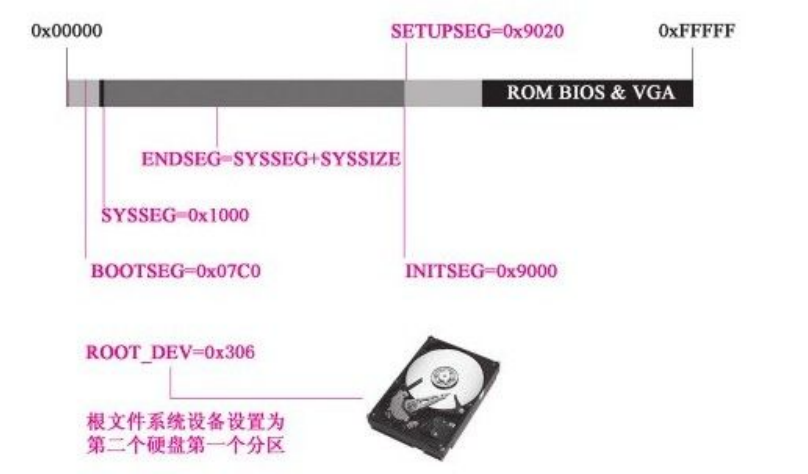 0x00000
SETUPSEG=0x9020
0xFFFFF
ROM BIOS & VGA
ENDSEG=SYSSEG+SYSSIZE
SYSSEG=0x1000
BOOTSEG=0x07C0
INITSEG=0x9000
ROOT_DEV=0x306
根文件系统设备设置为
第二个硬盘第一个分区